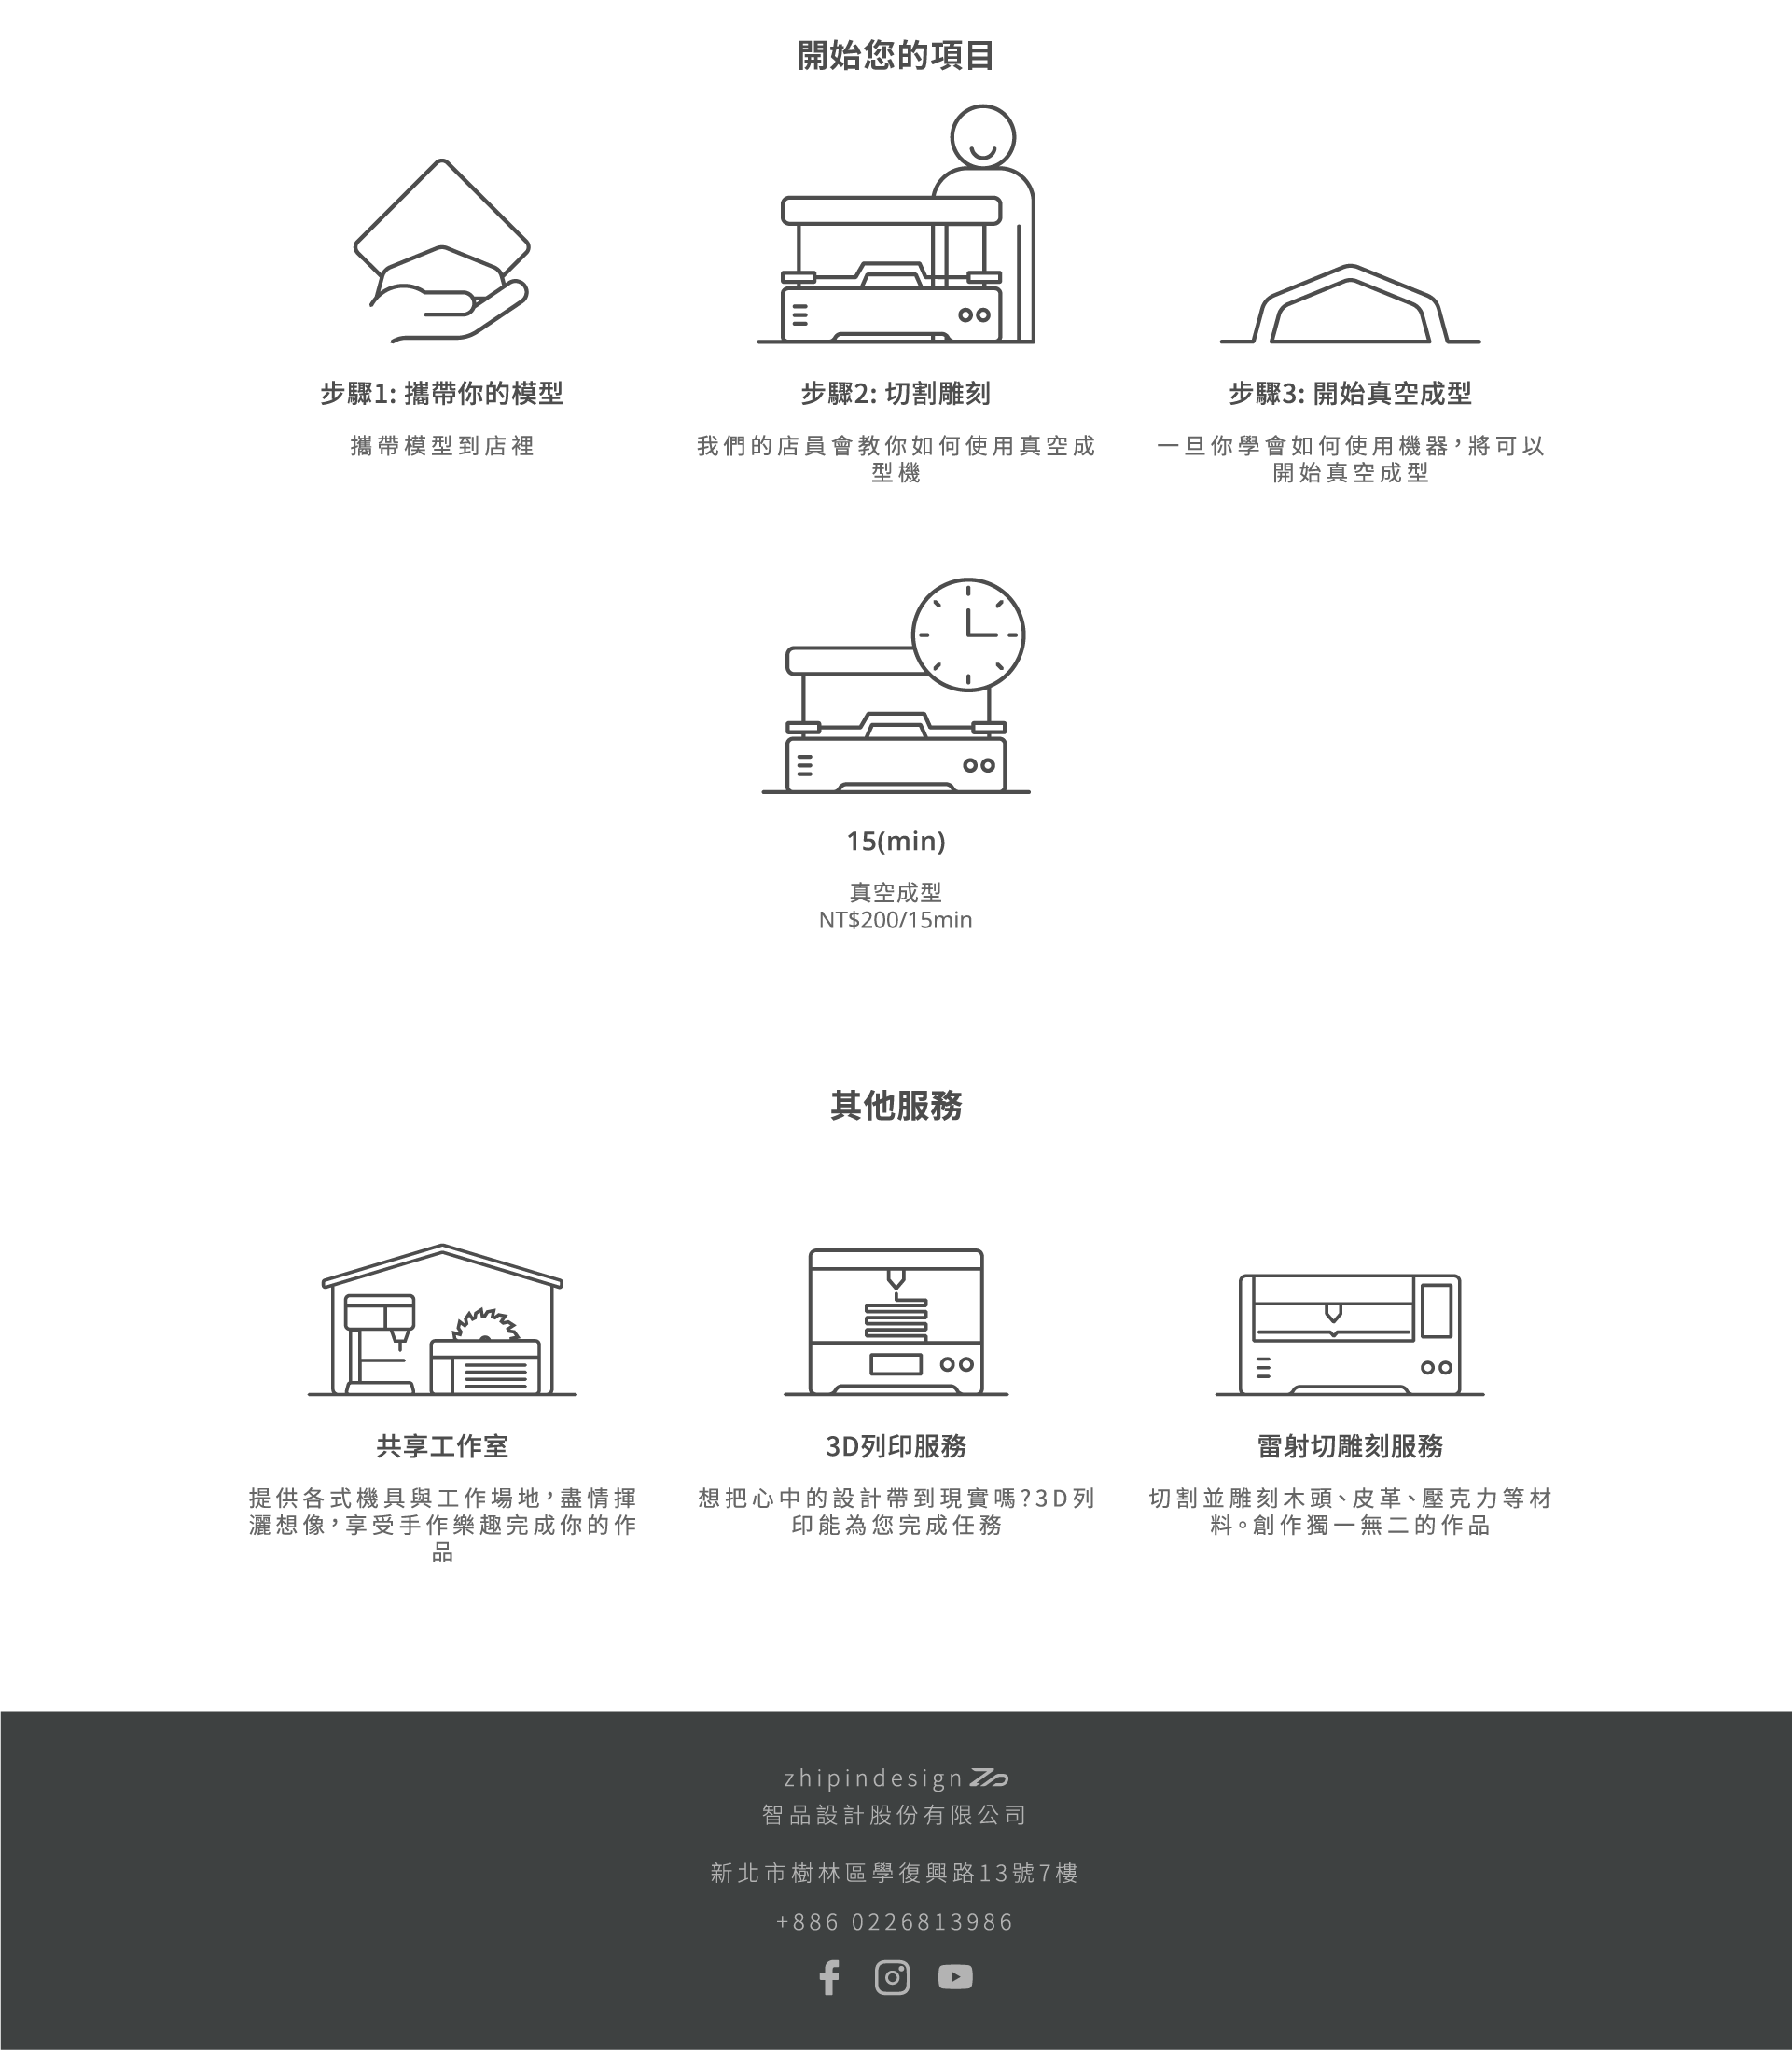 開始您的項目
步驟1: 攜帶你的模型
攜帶模型到店裡
步驟2: 切割雕刻
我們的店員會教你如何使用真空成
型機
步驟3: 開始真空成型
一旦你學會如何使用機器，將可以
開始真空成型
15(min)
真空成型
NT$200/15min
其他服務
共享工作室
提供各式機具與工作場地，盡情揮
灑想像，享受手作樂趣完成你的作
品
3D列印服務
想把心中的設計帶到現實嗎？3D列
印能為您完成任務
雷射切雕刻服務
切割並雕刻木頭、皮革、壓克力等材
料。創作獨一無二的作品
zhipindesign
智品設計股份有限公司
新北市樹林區學復興路13號7樓
+886 0226813986